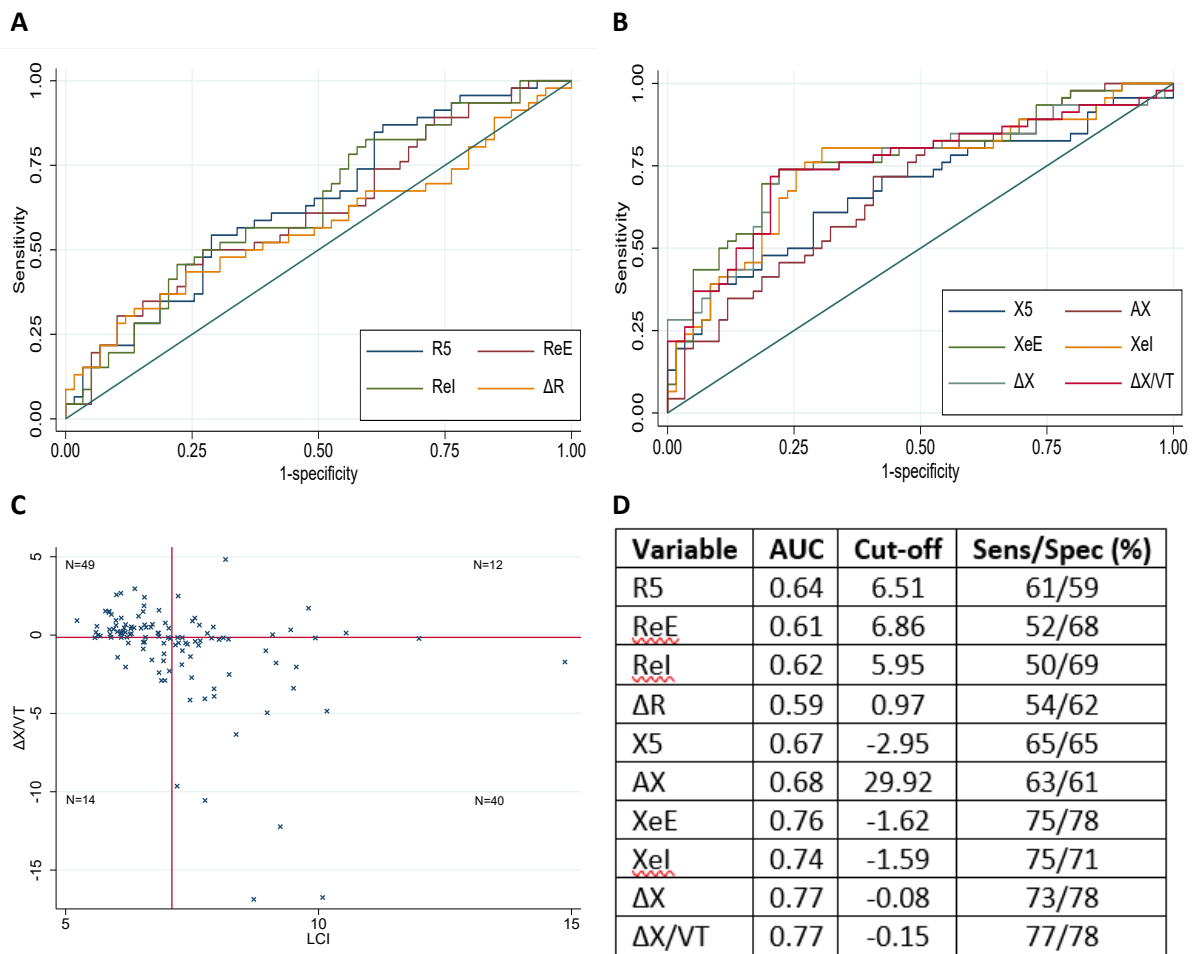 A
B
1.00
0.75
0.50
0.25
0.00
Sensitivity
R5 ReE
ReI ΔR
0.00 0.25 0.50 0.75 1.00
1-specificity
1.00
0.75
0.50
0.25
0.00
Sensitivity
X5 AX
XeE XeI
ΔX ΔX/VT
0.00 0.25 0.50 0.75 1.00
1-specificity
C
5
0
-5
-10
-15
ΔX/VT
N=49 N=12
N=14 N=40
5 10 15
LCI
D
Variable AUC Cut-off Sens/Spec (%)
R5 0.64 6.51 61/59
ReE 0.61 6.86 52/68
ReI 0.62 5.95 50/69
ΔR 0.59 0.97 54/62
X5 0.67 -2.95 65/65
AX 0.68 29.92 63/61
XeE 0.76 -1.62 75/78
XeI 0.74 -1.59 75/71
ΔX 0.77 -0.08 73/78
ΔX/VT 0.77 -0.15 77/78